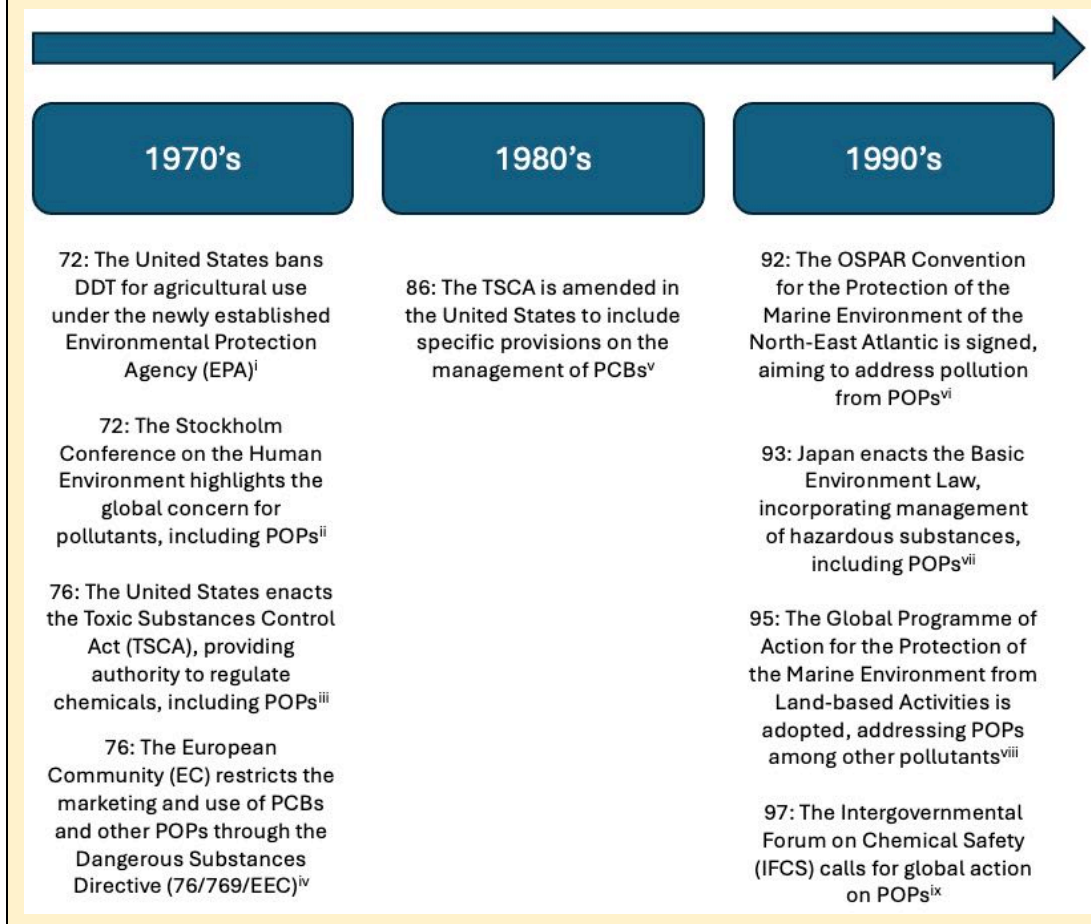 1970's
72: The United States bans
DDT for agricultural use
under the newly established
Environmental Protection
Agency (EPA)ⁱ
72: The Stockholm
Conference on the Human
Environment highlights the
global concern for
pollutants, including POPsⁱⁱ
76: The United States enacts
the Toxic Substances Control
Act (TSCA), providing
authority to regulate
chemicals, including POPsⁱⁱⁱ
76: The European
Community (EC) restricts the
marketing and use of PCBs
and other POPs through the
Dangerous Substances
Directive (76/769/EEC)ⁱᵛ
1980's
86: The TSCA is amended in
the United States to include
specific provisions on the
management of PCBsᵛ
1990's
92: The OSPAR Convention
for the Protection of the
Marine Environment of the
North-East Atlantic is signed,
aiming to address pollution
from POPsᵛⁱ
93: Japan enacts the Basic
Environment Law,
incorporating management
of hazardous substances,
including POPsᵛⁱⁱ
95: The Global Programme of
Action for the Protection of
the Marine Environment from
Land-based Activities is
adopted, addressing POPs
among other pollutantsᵛⁱⁱⁱ
97: The Intergovernmental
Forum on Chemical Safety
(IFCS) calls for global action
on POPsⁱˣ